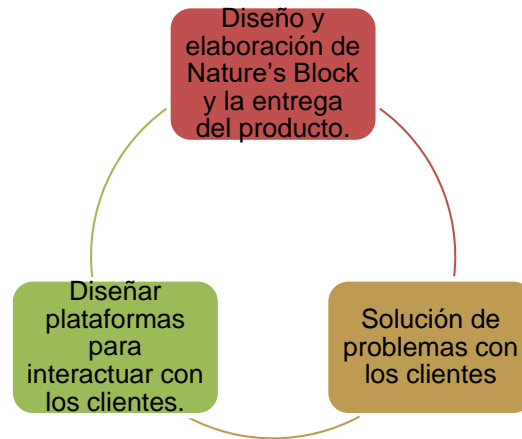 Diseño y
elaboración de
Nature’s Block
y la entrega
del producto.
Diseñar
plataformas
para
interactuar con
los clientes.
Solución de
problemas con
los clientes